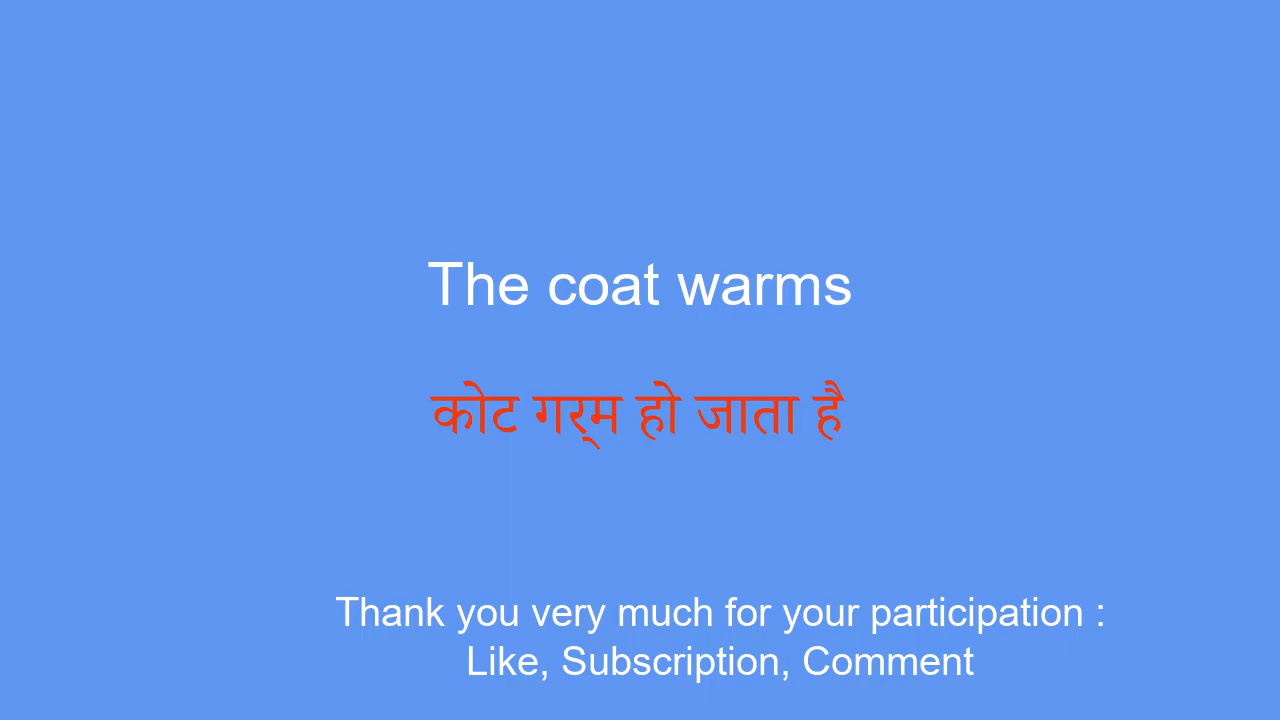 The coat warms
कोट गर्म हो जाता है
Thank you very much for your participation :
Like, Subscription, Comment